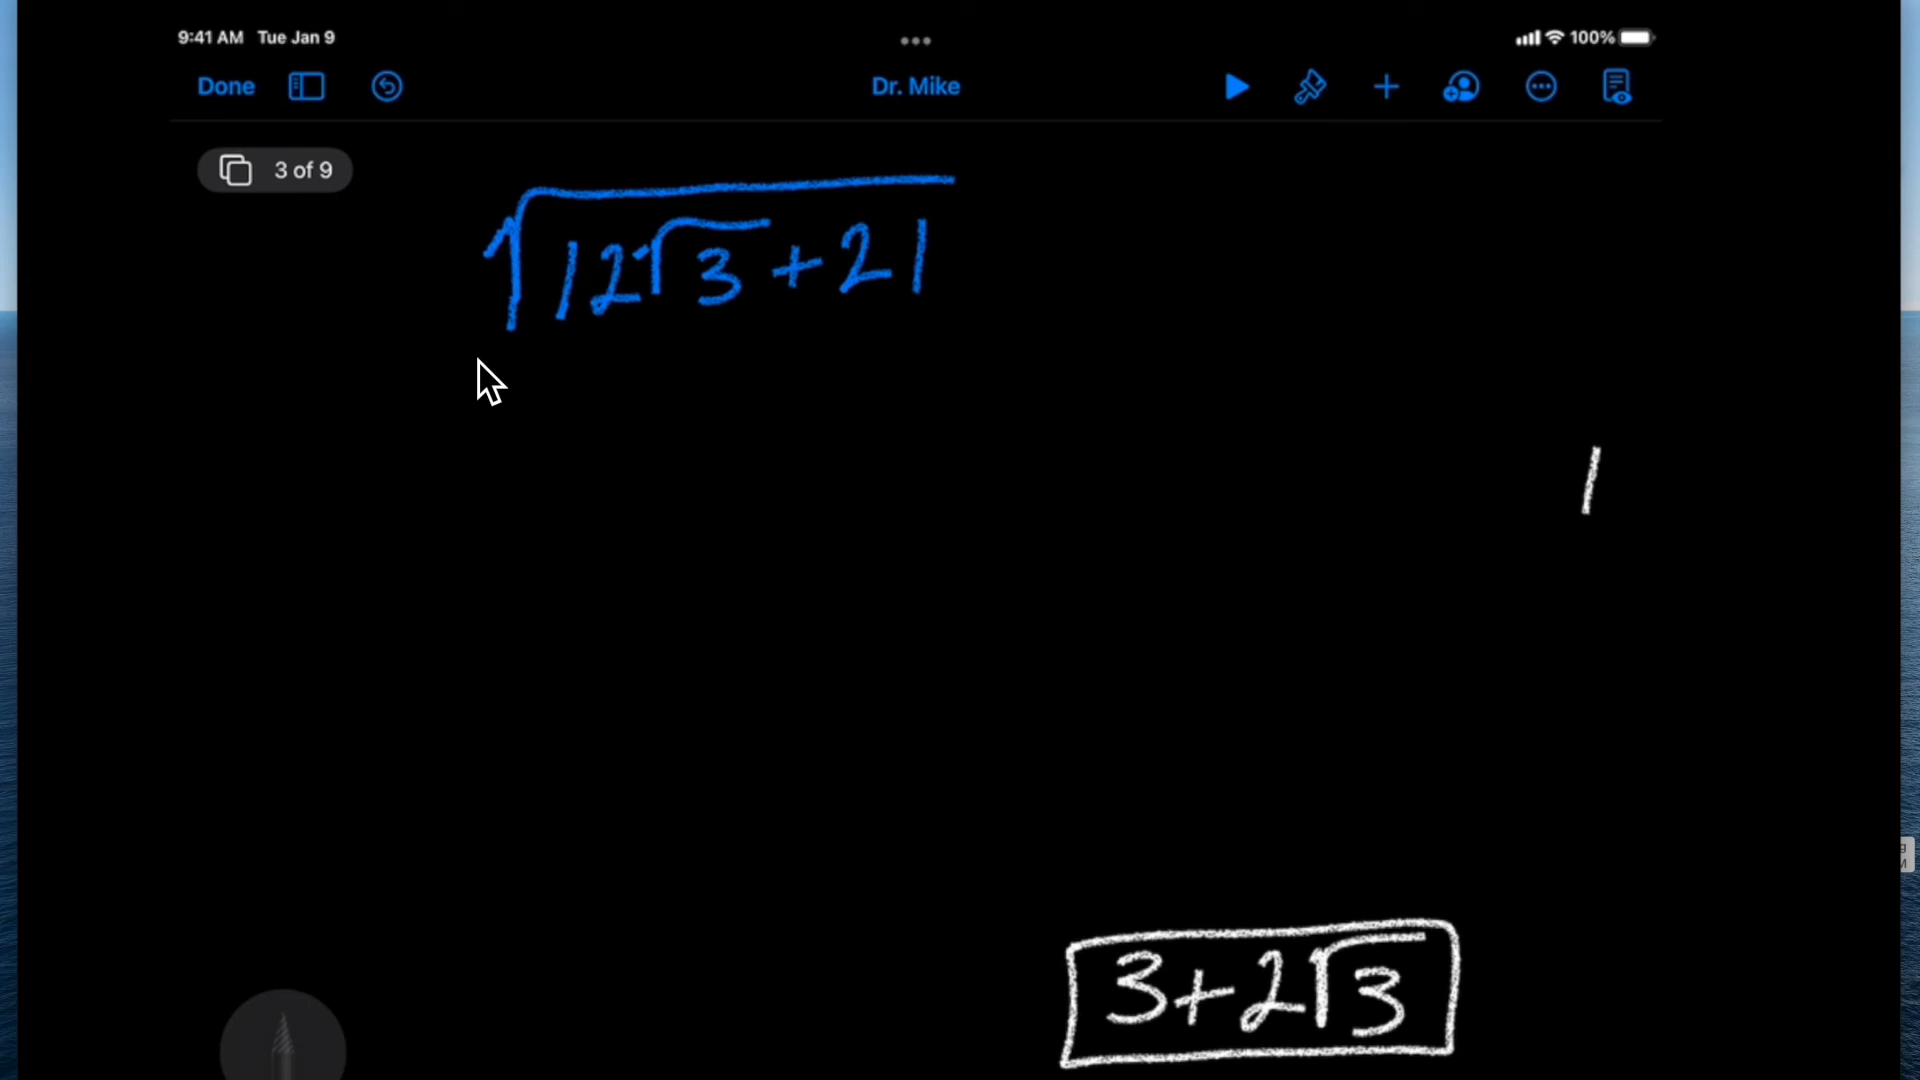 9:41 AM Tue Jan 9
100%
Done
Dr. Mike
3 of 9
√(12√3 + 21)
1
3+2√3